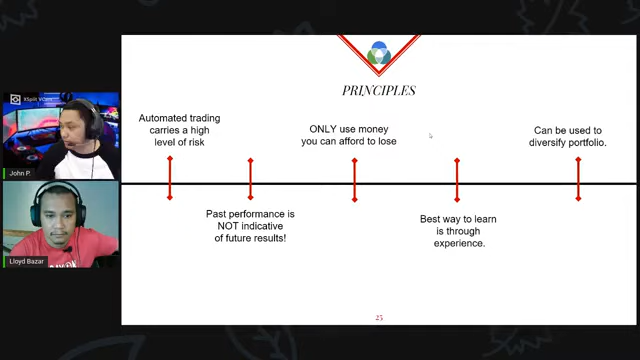 XSplit VCam
John P.
Lloyd Bazar
PRINCIPLES
Automated trading
carries a high
level of risk
Past performance is
NOT indicative
of future results!
ONLY use money
you can afford to lose
Best way to learn
is through
experience.
Can be used to
diversify portfolio.
25